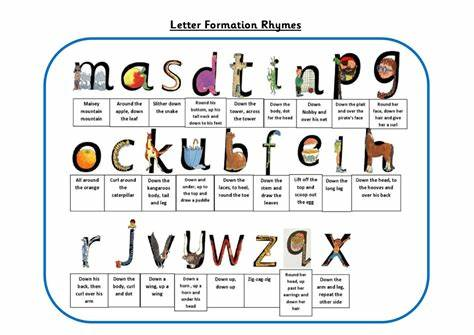 Letter Formation Rhymes
m a s d t i n p g
Maisey
mountain
mountain
Around the
apple, down
the leaf
Slither down
the snake
Round his
bottom, up his
tall neck and
down to his feet
Down the
tower, across
the tower
Down the
body, dot
for the head
Down
Nobby and
over his net
Down the plait
and over the
pirate's face
Round her
face, down her
hair and give
her a curl
o c k u b f e l h
All around
the orange
Curl around
the
caterpillar
Down the
kangaroos
body, tail
and leg
Down and
under; up to
the top and
draw a puddle
Down the
laces, to heel,
round the toe
Down the
stem and
draw the
leaves
Lift off the
top and
scoop out
the egg
Down the
long leg
Down the head, to
the hooves and
over his back
r j v y w z q x
Down his
back, then
curl over his
arm
Down the
body, curl
and dot
Down a
wing, up a
wing
Down a
horn , up a
horn and
under his
head
Down up,
down, up
Zig-zag-zig
Round her
head, up
past her
earrings and
down her
hair
Down the
arm and leg,
repeat the
other side